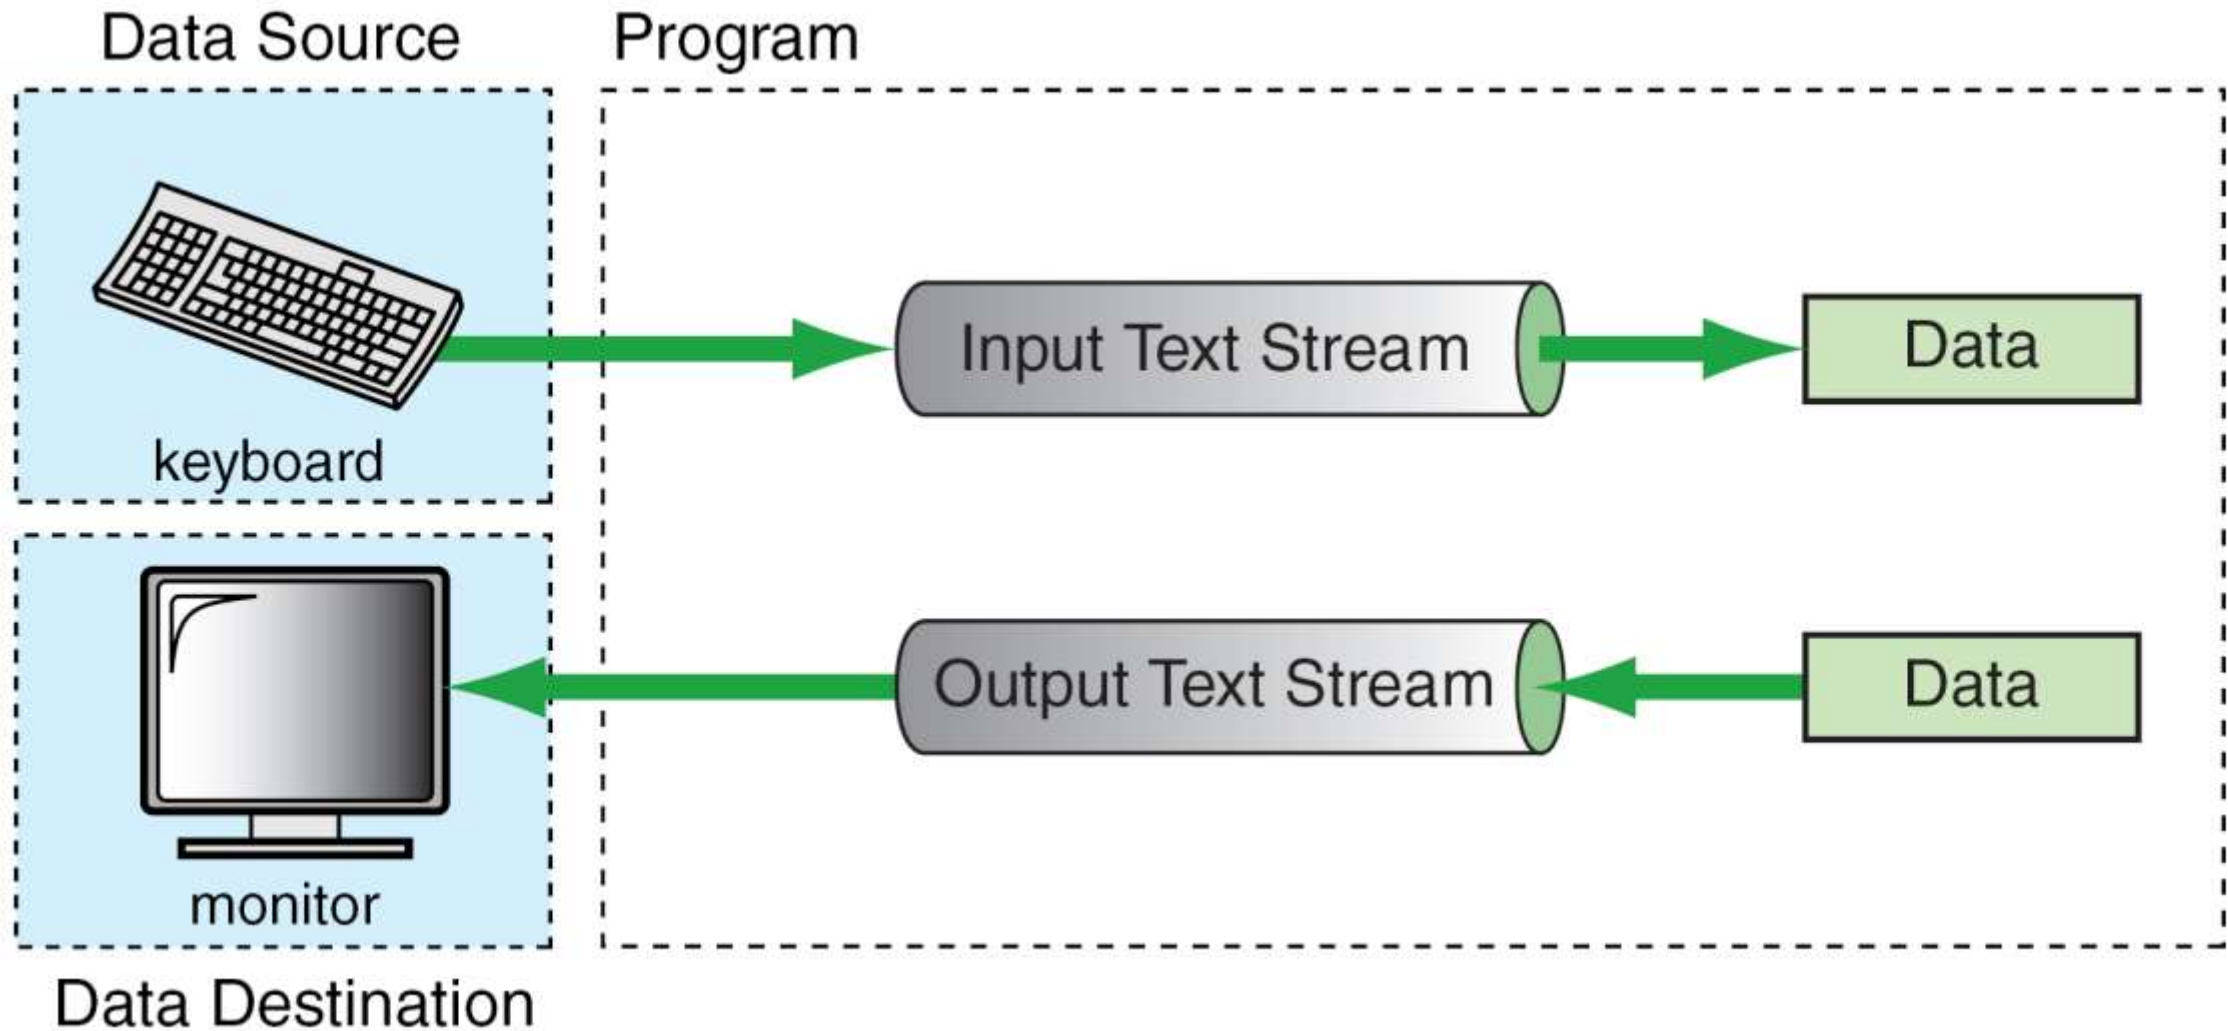 Data Source
Program
keyboard
Input Text Stream
Data
monitor
Output Text Stream
Data
Data Destination